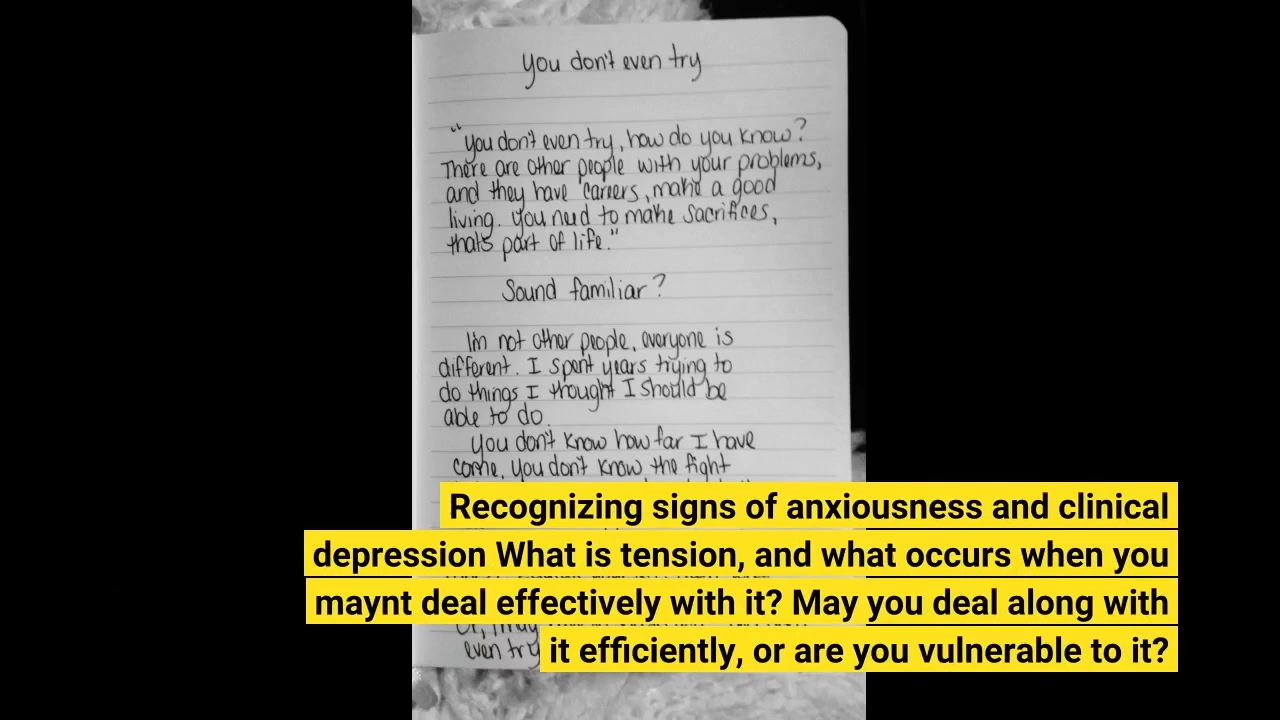 you don't even try
"you don't even try, how do you know?
There are other people with your problems,
and they have careers, makid a good
living. you need to make sacrifices,
thats part of life."
Sound familiar?
I'm not other people, everyone is
different. I spent years trying to
do things I thought I should be
able to do.
you don't know how far I have
come, you don't know the fight
Recognizing signs of anxiousness and clinical
depression What is tension, and what occurs when you
maynt deal effectively with it? May you deal along with
it efficiently, or are you vulnerable to it?
even try